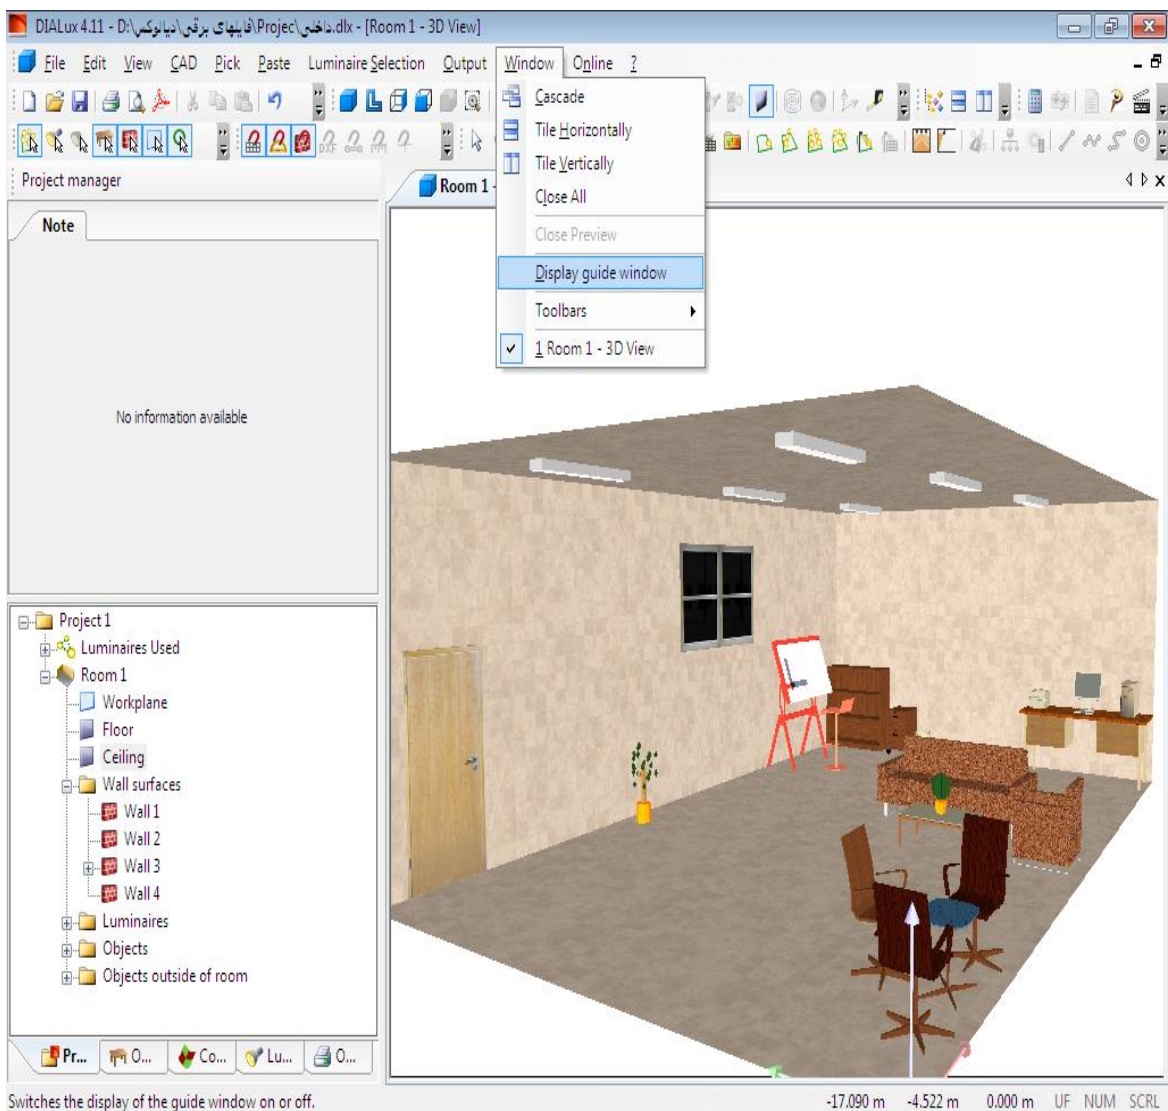 DIALux 4.11 - D:\فایلهای برقی\دیالوکس\Projec\داخلی.dlx - [Room 1 - 3D View]
File Edit View CAD Pick Paste Luminaire Selection Output Window Online ?
Cascade
Tile Horizontally
Tile Vertically
Close All
Close Preview
Display guide window
Toolbars
1 Room 1 - 3D View
Project manager
Room 1 -
Note
No information available
Project 1
Luminaires Used
Room 1
Workplane
Floor
Ceiling
Wall surfaces
Wall 1
Wall 2
Wall 3
Wall 4
Luminaires
Objects
Objects outside of room
Pr... O... Co... Lu... O...
Switches the display of the guide window on or off. -17.090 m -4.522 m 0.000 m UF NUM SCRL